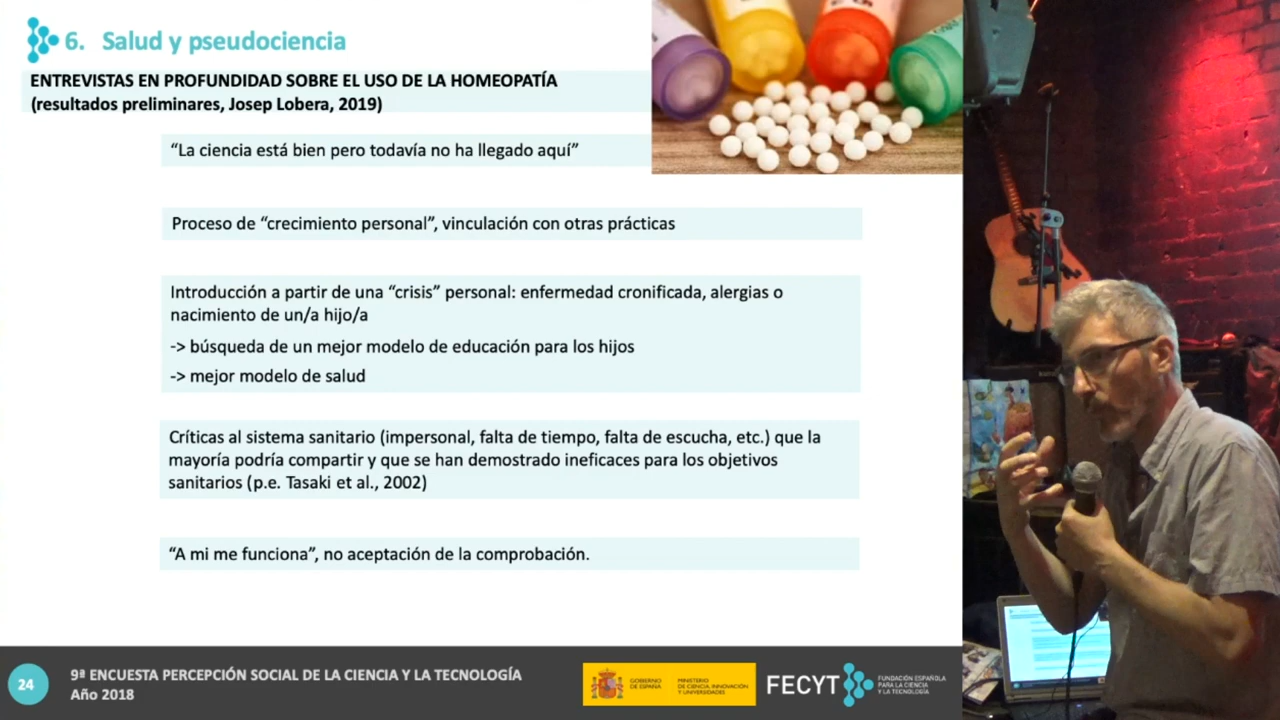 6. Salud y pseudociencia
ENTREVISTAS EN PROFUNDIDAD SOBRE EL USO DE LA HOMEOPATÍA
(resultados preliminares, Josep Lobera, 2019)
“La ciencia está bien pero todavía no ha llegado aquí”
Proceso de “crecimiento personal”, vinculación con otras prácticas
Introducción a partir de una “crisis” personal: enfermedad cronificada, alergias o
nacimiento de un/a hijo/a
-> búsqueda de un mejor modelo de educación para los hijos
-> mejor modelo de salud
Críticas al sistema sanitario (impersonal, falta de tiempo, falta de escucha, etc.) que la
mayoría podría compartir y que se han demostrado ineficaces para los objetivos
sanitarios (p.e. Tasaki et al., 2002)
“A mi me funciona”, no aceptación de la comprobación.
24
9ª ENCUESTA PERCEPCIÓN SOCIAL DE LA CIENCIA Y LA TECNOLOGÍA
Año 2018
GOBIERNO
DE ESPAÑA
MINISTERIO
DE CIENCIA, INNOVACIÓN
Y UNIVERSIDADES
FECYT
FUNDACIÓN ESPAÑOLA
PARA LA CIENCIA
Y LA TECNOLOGÍA